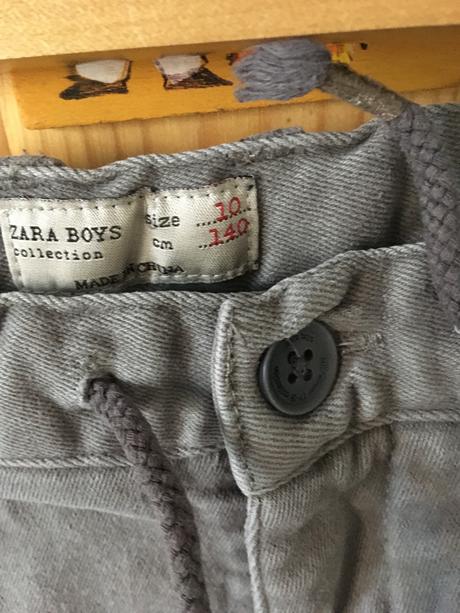 ZARA BOYS size ....10..
collection cm ..140
MADE IN CHINA